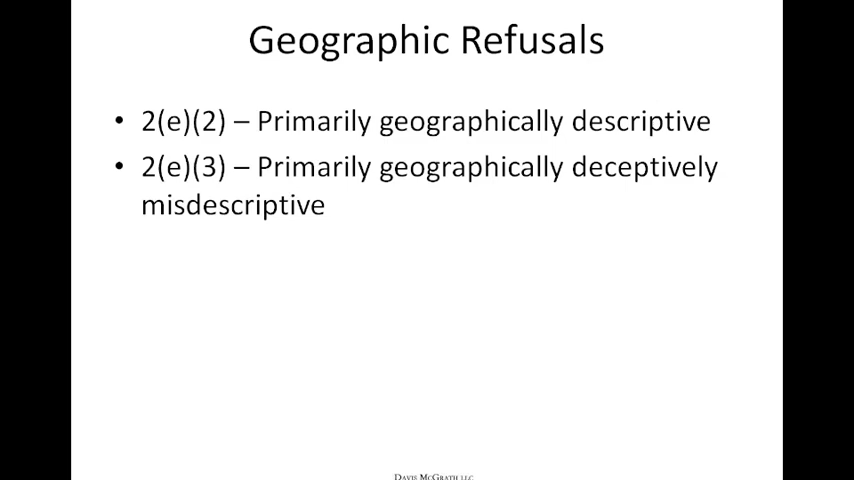 Geographic Refusals
• 2(e)(2) – Primarily geographically descriptive
• 2(e)(3) – Primarily geographically deceptively
misdescriptive
DAVIS MCGRATH LLC